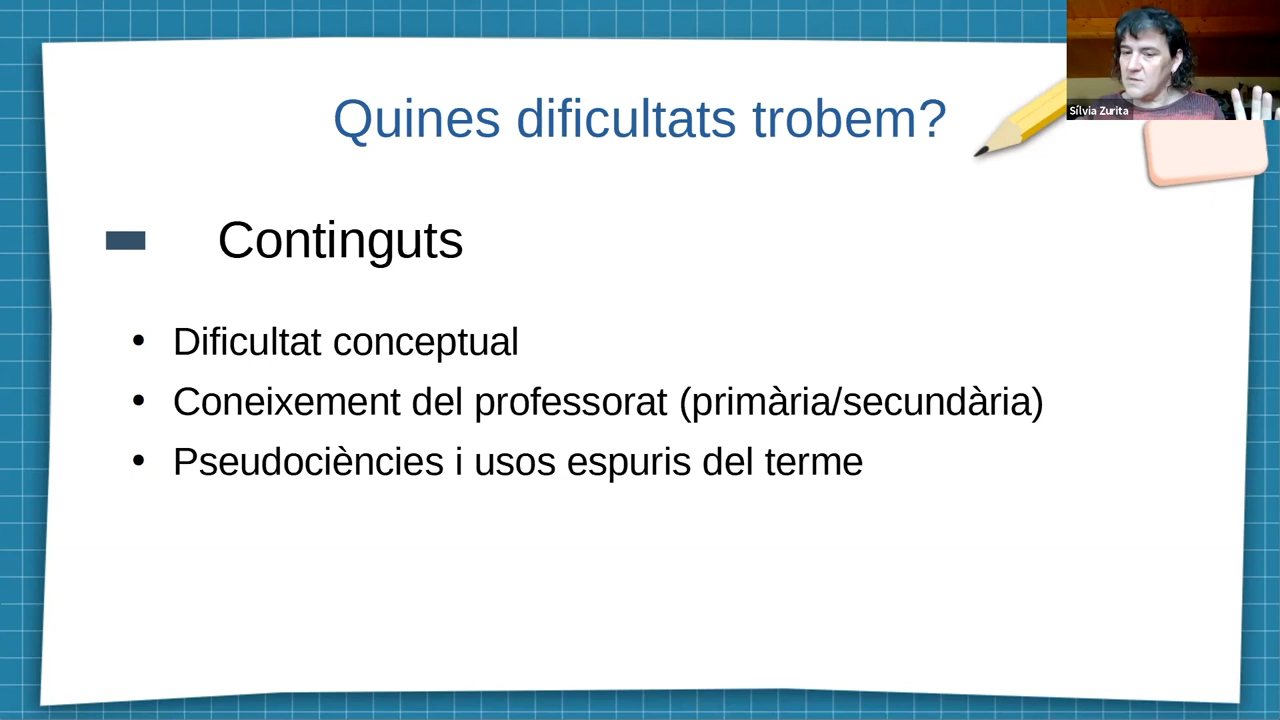 Quines dificultats trobem?
Sílvia Zurita
Continguts
• Dificultat conceptual
• Coneixement del professorat (primària/secundària)
• Pseudociències i usos espuris del terme